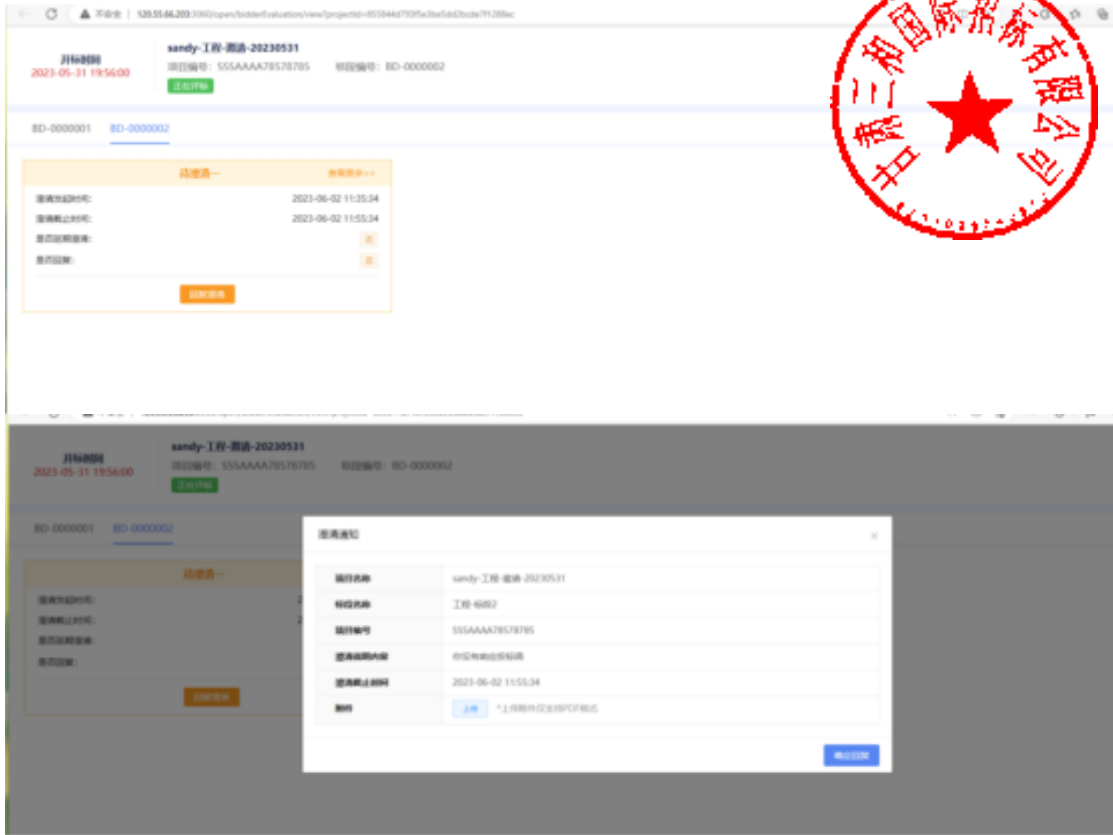 不安全 | 120.55.66.203:3060/open/bidderEvaluation/view?projectId=
开标时间
2023-05-31 19:56:00
sandy-工程-邀请-20230531
项目编号：SSSAAAA78578785 标段编号：BD-0000002
正在评标
BD-0000001 BD-0000002
待澄清一 查看更多>>
澄清发起时间: 2023-06-02 11:35:34
澄清截止时间: 2023-06-02 11:55:34
是否延期澄清: 否
是否回复: 否
回复澄清
甘肃三和国际招标有限公司
开标时间
2023-05-31 19:56:00
sandy-工程-邀请-20230531
项目编号：SSSAAAA78578785 标段编号：BD-0000002
正在评标
BD-0000001 BD-0000002
待澄清一
澄清发起时间:
澄清截止时间:
是否延期澄清:
是否回复:
回复澄清
澄清通知 ×
项目名称 sandy-工程-邀请-20230531
标段名称 工程-标段2
项目编号 SSSAAAA78578785
澄清说明内容 你没有响应投标函
澄清截止时间 2023-06-02 11:55:34
附件 上传 *上传附件仅支持PDF格式
确定回复